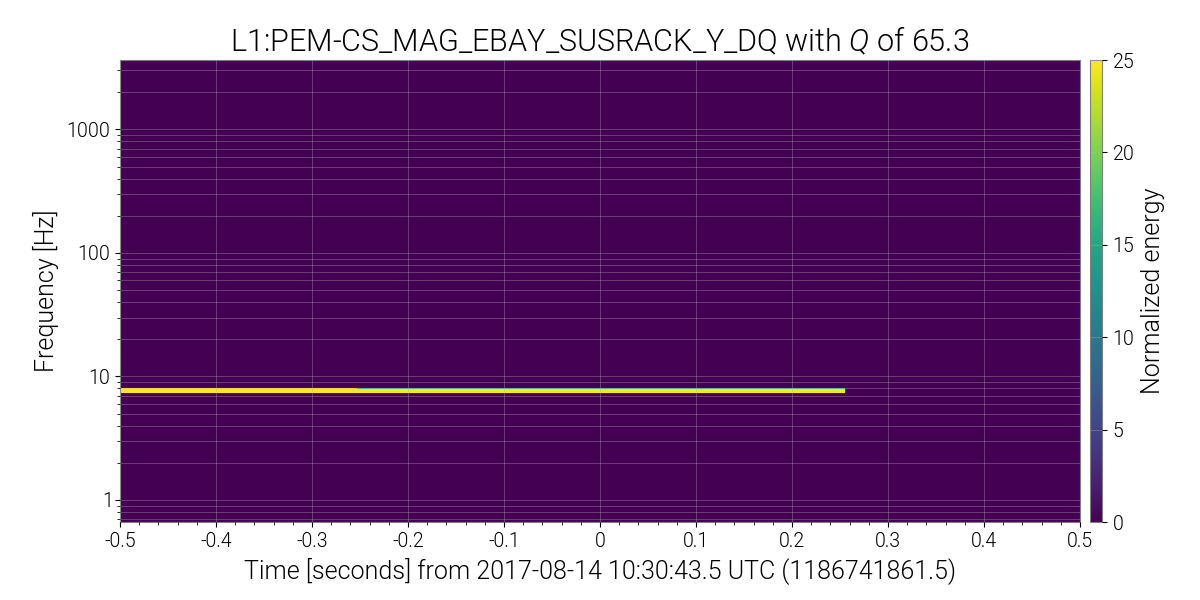 L1:PEM-CS_MAG_EBAY_SUSRACK_Y_DQ with Q of 65.3
Frequency [Hz]
1000
100
10
1
-0.5 -0.4 -0.3 -0.2 -0.1 0 0.1 0.2 0.3 0.4 0.5
Time [seconds] from 2017-08-14 10:30:43.5 UTC (1186741861.5)
25
20
15
10
5
0
Normalized energy